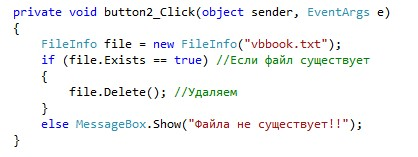 private void button2_Click(object sender, EventArgs e)
{
    FileInfo file = new FileInfo("vbbook.txt");
    if (file.Exists == true) //Если файл существует
    {
        file.Delete(); //Удаляем
    }
    else MessageBox.Show("Файла не существует!!");
}